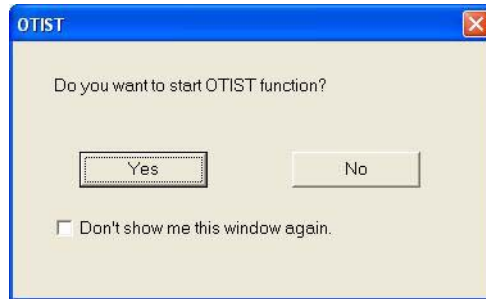 OTIST
Do you want to start OTIST function?
Yes No
Don't show me this window again.